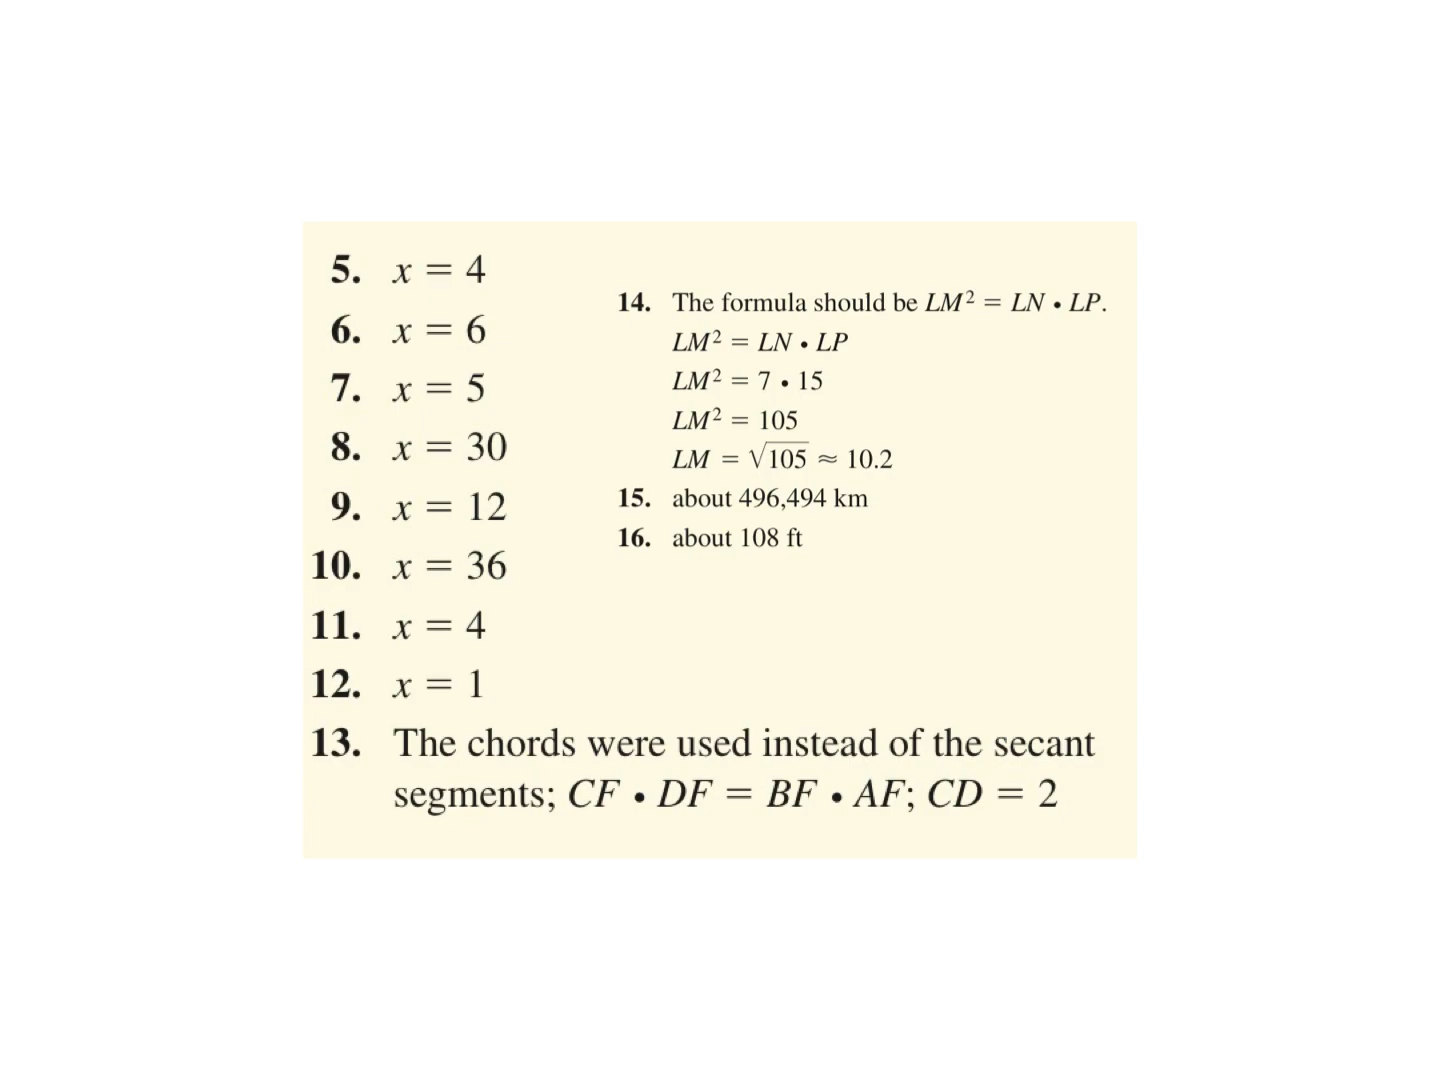 5. x = 4
6. x = 6
7. x = 5
8. x = 30
9. x = 12
10. x = 36
11. x = 4
12. x = 1
13. The chords were used instead of the secant
segments; CF • DF = BF • AF; CD = 2
14. The formula should be LM² = LN • LP.
LM² = LN • LP
LM² = 7 • 15
LM² = 105
LM = √105 ≈ 10.2
15. about 496,494 km
16. about 108 ft